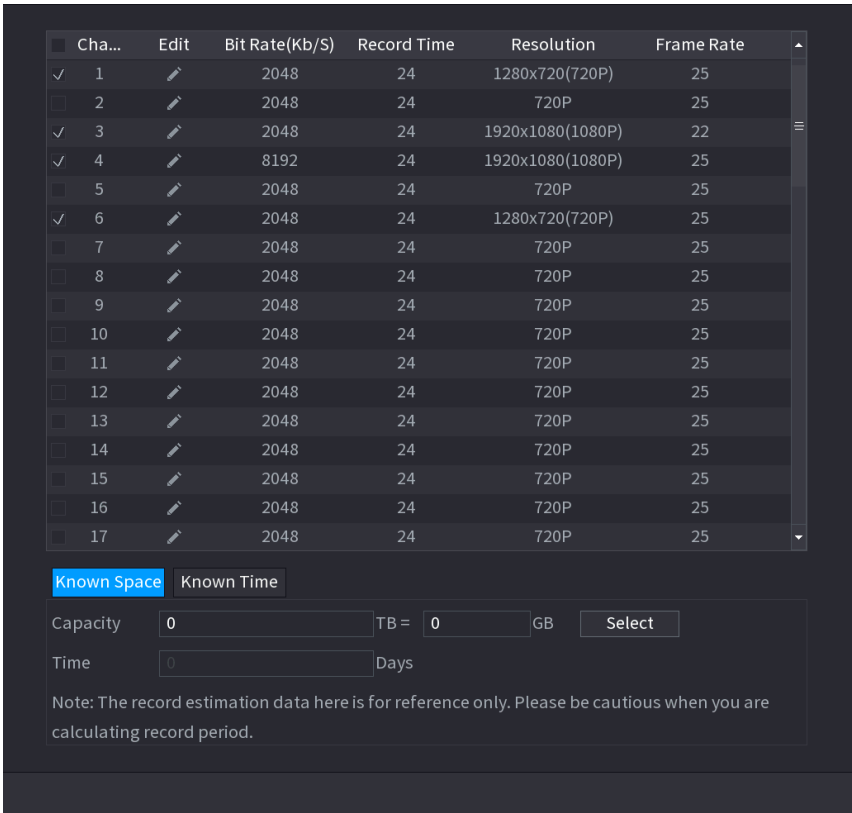 Cha... Edit Bit Rate(Kb/S) Record Time Resolution Frame Rate
1 2048 24 1280x720(720P) 25
2 2048 24 720P 25
3 2048 24 1920x1080(1080P) 22
4 8192 24 1920x1080(1080P) 25
5 2048 24 720P 25
6 2048 24 1280x720(720P) 25
7 2048 24 720P 25
8 2048 24 720P 25
9 2048 24 720P 25
10 2048 24 720P 25
11 2048 24 720P 25
12 2048 24 720P 25
13 2048 24 720P 25
14 2048 24 720P 25
15 2048 24 720P 25
16 2048 24 720P 25
17 2048 24 720P 25
Known Space Known Time
Capacity 0 TB = 0 GB Select
Time 0 Days
Note: The record estimation data here is for reference only. Please be cautious when you are
calculating record period.